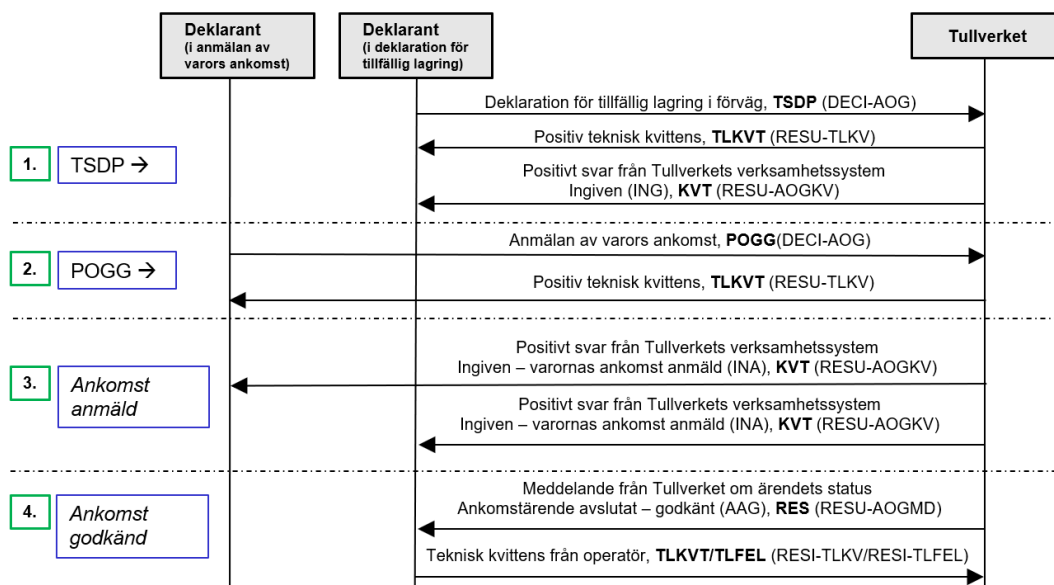 Deklarant
(i anmälan av
varors ankomst)
Deklarant
(i deklaration för
tillfällig lagring)
Tullverket
Deklaration för tillfällig lagring i förväg, TSDP (DECI-AOG)
Positiv teknisk kvittens, TLKVT (RESU-TLKV)
1.
TSDP →
Positivt svar från Tullverkets verksamhetssystem
Ingiven (ING), KVT (RESU-AOGKV)
Anmälan av varors ankomst, POGG(DECI-AOG)
2.
POGG →
Positiv teknisk kvittens, TLKVT (RESU-TLKV)
Positivt svar från Tullverkets verksamhetssystem
Ingiven – varornas ankomst anmäld (INA), KVT (RESU-AOGKV)
3.
Ankomst
anmäld
Positivt svar från Tullverkets verksamhetssystem
Ingiven – varornas ankomst anmäld (INA), KVT (RESU-AOGKV)
Meddelande från Tullverket om ärendets status
Ankomstärende avslutat – godkänt (AAG), RES (RESU-AOGMD)
4.
Ankomst
godkänd
Teknisk kvittens från operatör, TLKVT/TLFEL (RESI-TLKV/RESI-TLFEL)